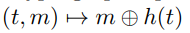 (t, m) ↦ m ⊕ h(t)